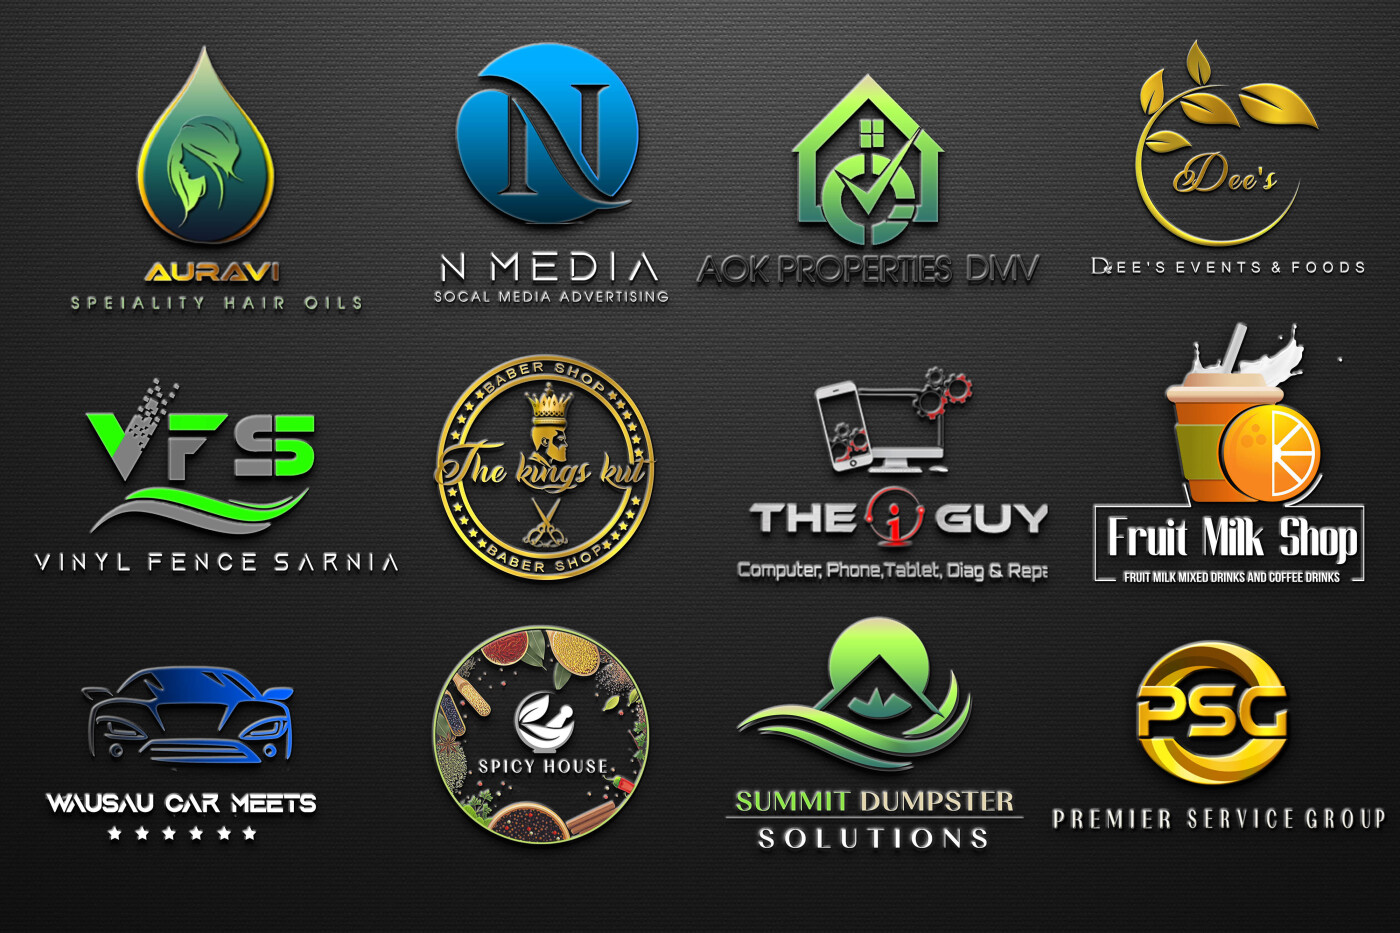 AURAVI
SPEIALITY HAIR OILS
N
N MEDIA
SOCAL MEDIA ADVERTISING
AOK PROPERTIES DMV
Dee's
DEE'S EVENTS & FOODS
VFS
VINYL FENCE SARNIA
BABER SHOP
The kings kut
BABER SHOP
THE i GUY
Computer, Phone,Tablet, Diag & Repa
Fruit Milk Shop
FRUIT MILK MIXED DRINKS AND COFFEE DRINKS
WAUSAU CAR MEETS
SPICY HOUSE
SUMMIT DUMPSTER
SOLUTIONS
PSG
PREMIER SERVICE GROUP